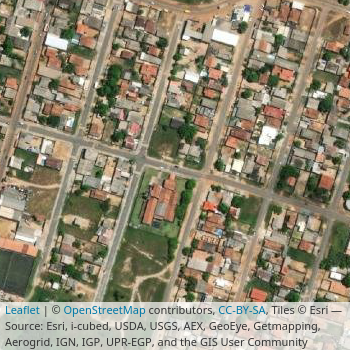 Leaflet | © OpenStreetMap contributors, CC-BY-SA, Tiles © Esri —
Source: Esri, i-cubed, USDA, USGS, AEX, GeoEye, Getmapping,
Aerogrid, IGN, IGP, UPR-EGP, and the GIS User Community